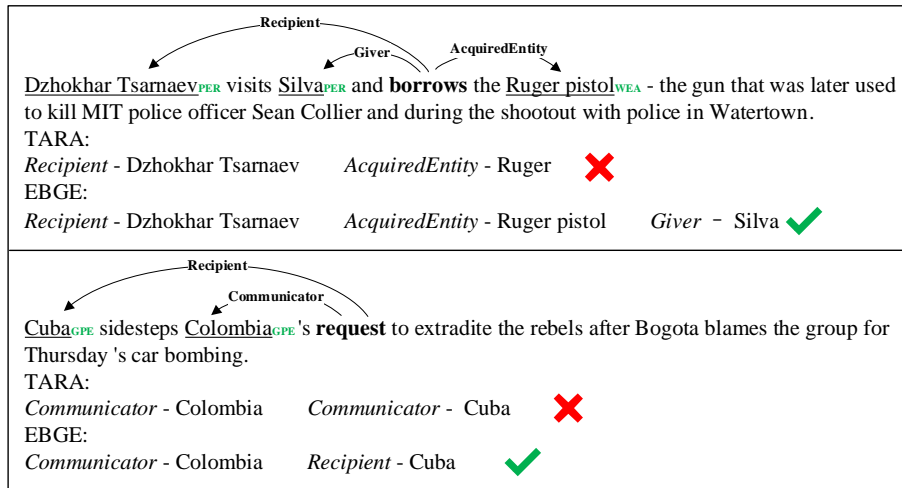 Recipient
Giver
AcquiredEntity
Dzhokhar TsarnaevPER visits SilvaPER and borrows the Ruger pistolWEA - the gun that was later used
to kill MIT police officer Sean Collier and during the shootout with police in Watertown.
TARA:
Recipient - Dzhokhar Tsarnaev AcquiredEntity - Ruger
EBGE:
Recipient - Dzhokhar Tsarnaev AcquiredEntity - Ruger pistol Giver - Silva
Recipient
Communicator
CubaGPE sidesteps ColombiaGPE's request to extradite the rebels after Bogota blames the group for
Thursday 's car bombing.
TARA:
Communicator - Colombia Communicator - Cuba
EBGE:
Communicator - Colombia Recipient - Cuba